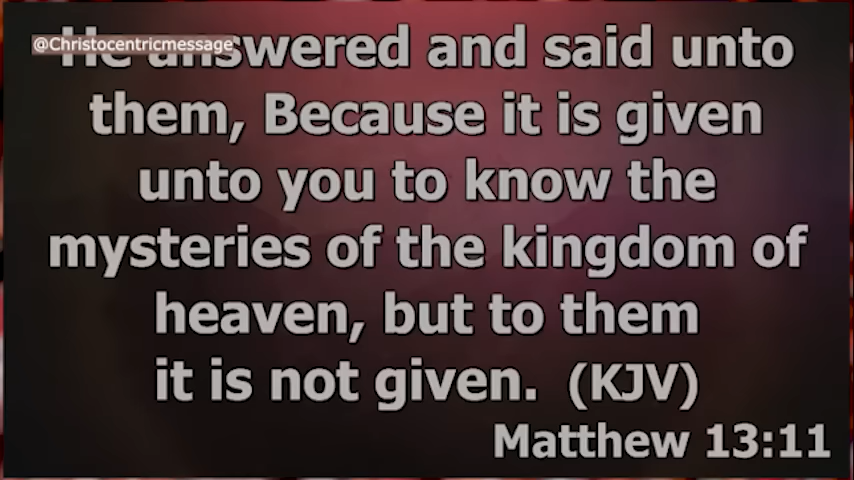 @Christocentricmessage
He answered and said unto
them, Because it is given
unto you to know the
mysteries of the kingdom of
heaven, but to them
it is not given. (KJV)
Matthew 13:11